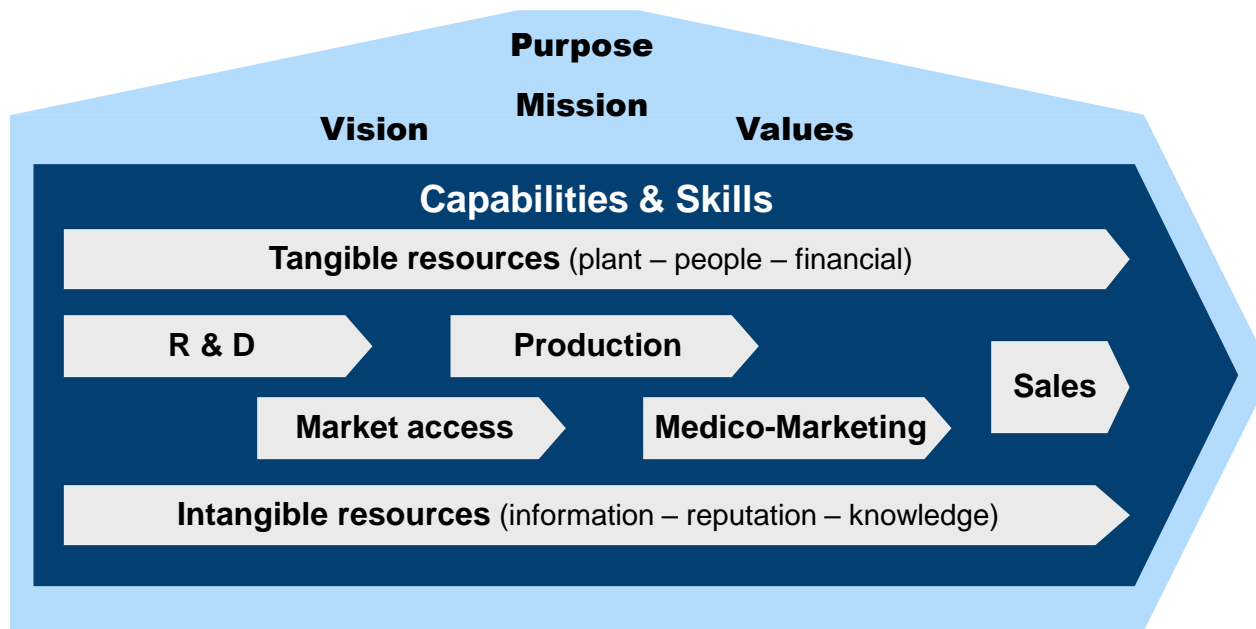 Purpose
Mission
Vision
Values
Capabilities & Skills
Tangible resources (plant – people – financial)
R & D
Production
Sales
Market access
Medico-Marketing
Intangible resources (information – reputation – knowledge)